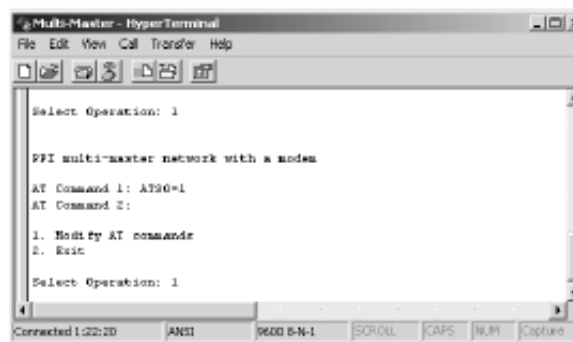 Multi-Master - HyperTerminal
File Edit View Call Transfer Help
Select Operation: 1
PPI multi-master network with a modem
AT Command 1: ATS0=1
AT Command 2:
1. Modify AT commands
2. Exit
Select Operation: 1
Connected 1:22:20 ANSI 9600 8-N-1 SCROLL CAPS NUM Capture